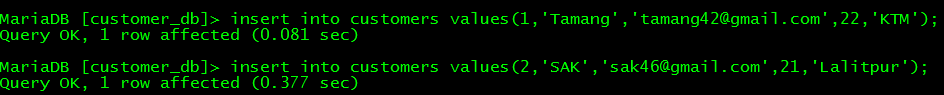 MariaDB [customer_db]> insert into customers values(1,'Tamang','tamang42@gmail.com',22,'KTM');
Query OK, 1 row affected (0.081 sec)
MariaDB [customer_db]> insert into customers values(2,'SAK','sak46@gmail.com',21,'Lalitpur');
Query OK, 1 row affected (0.377 sec)